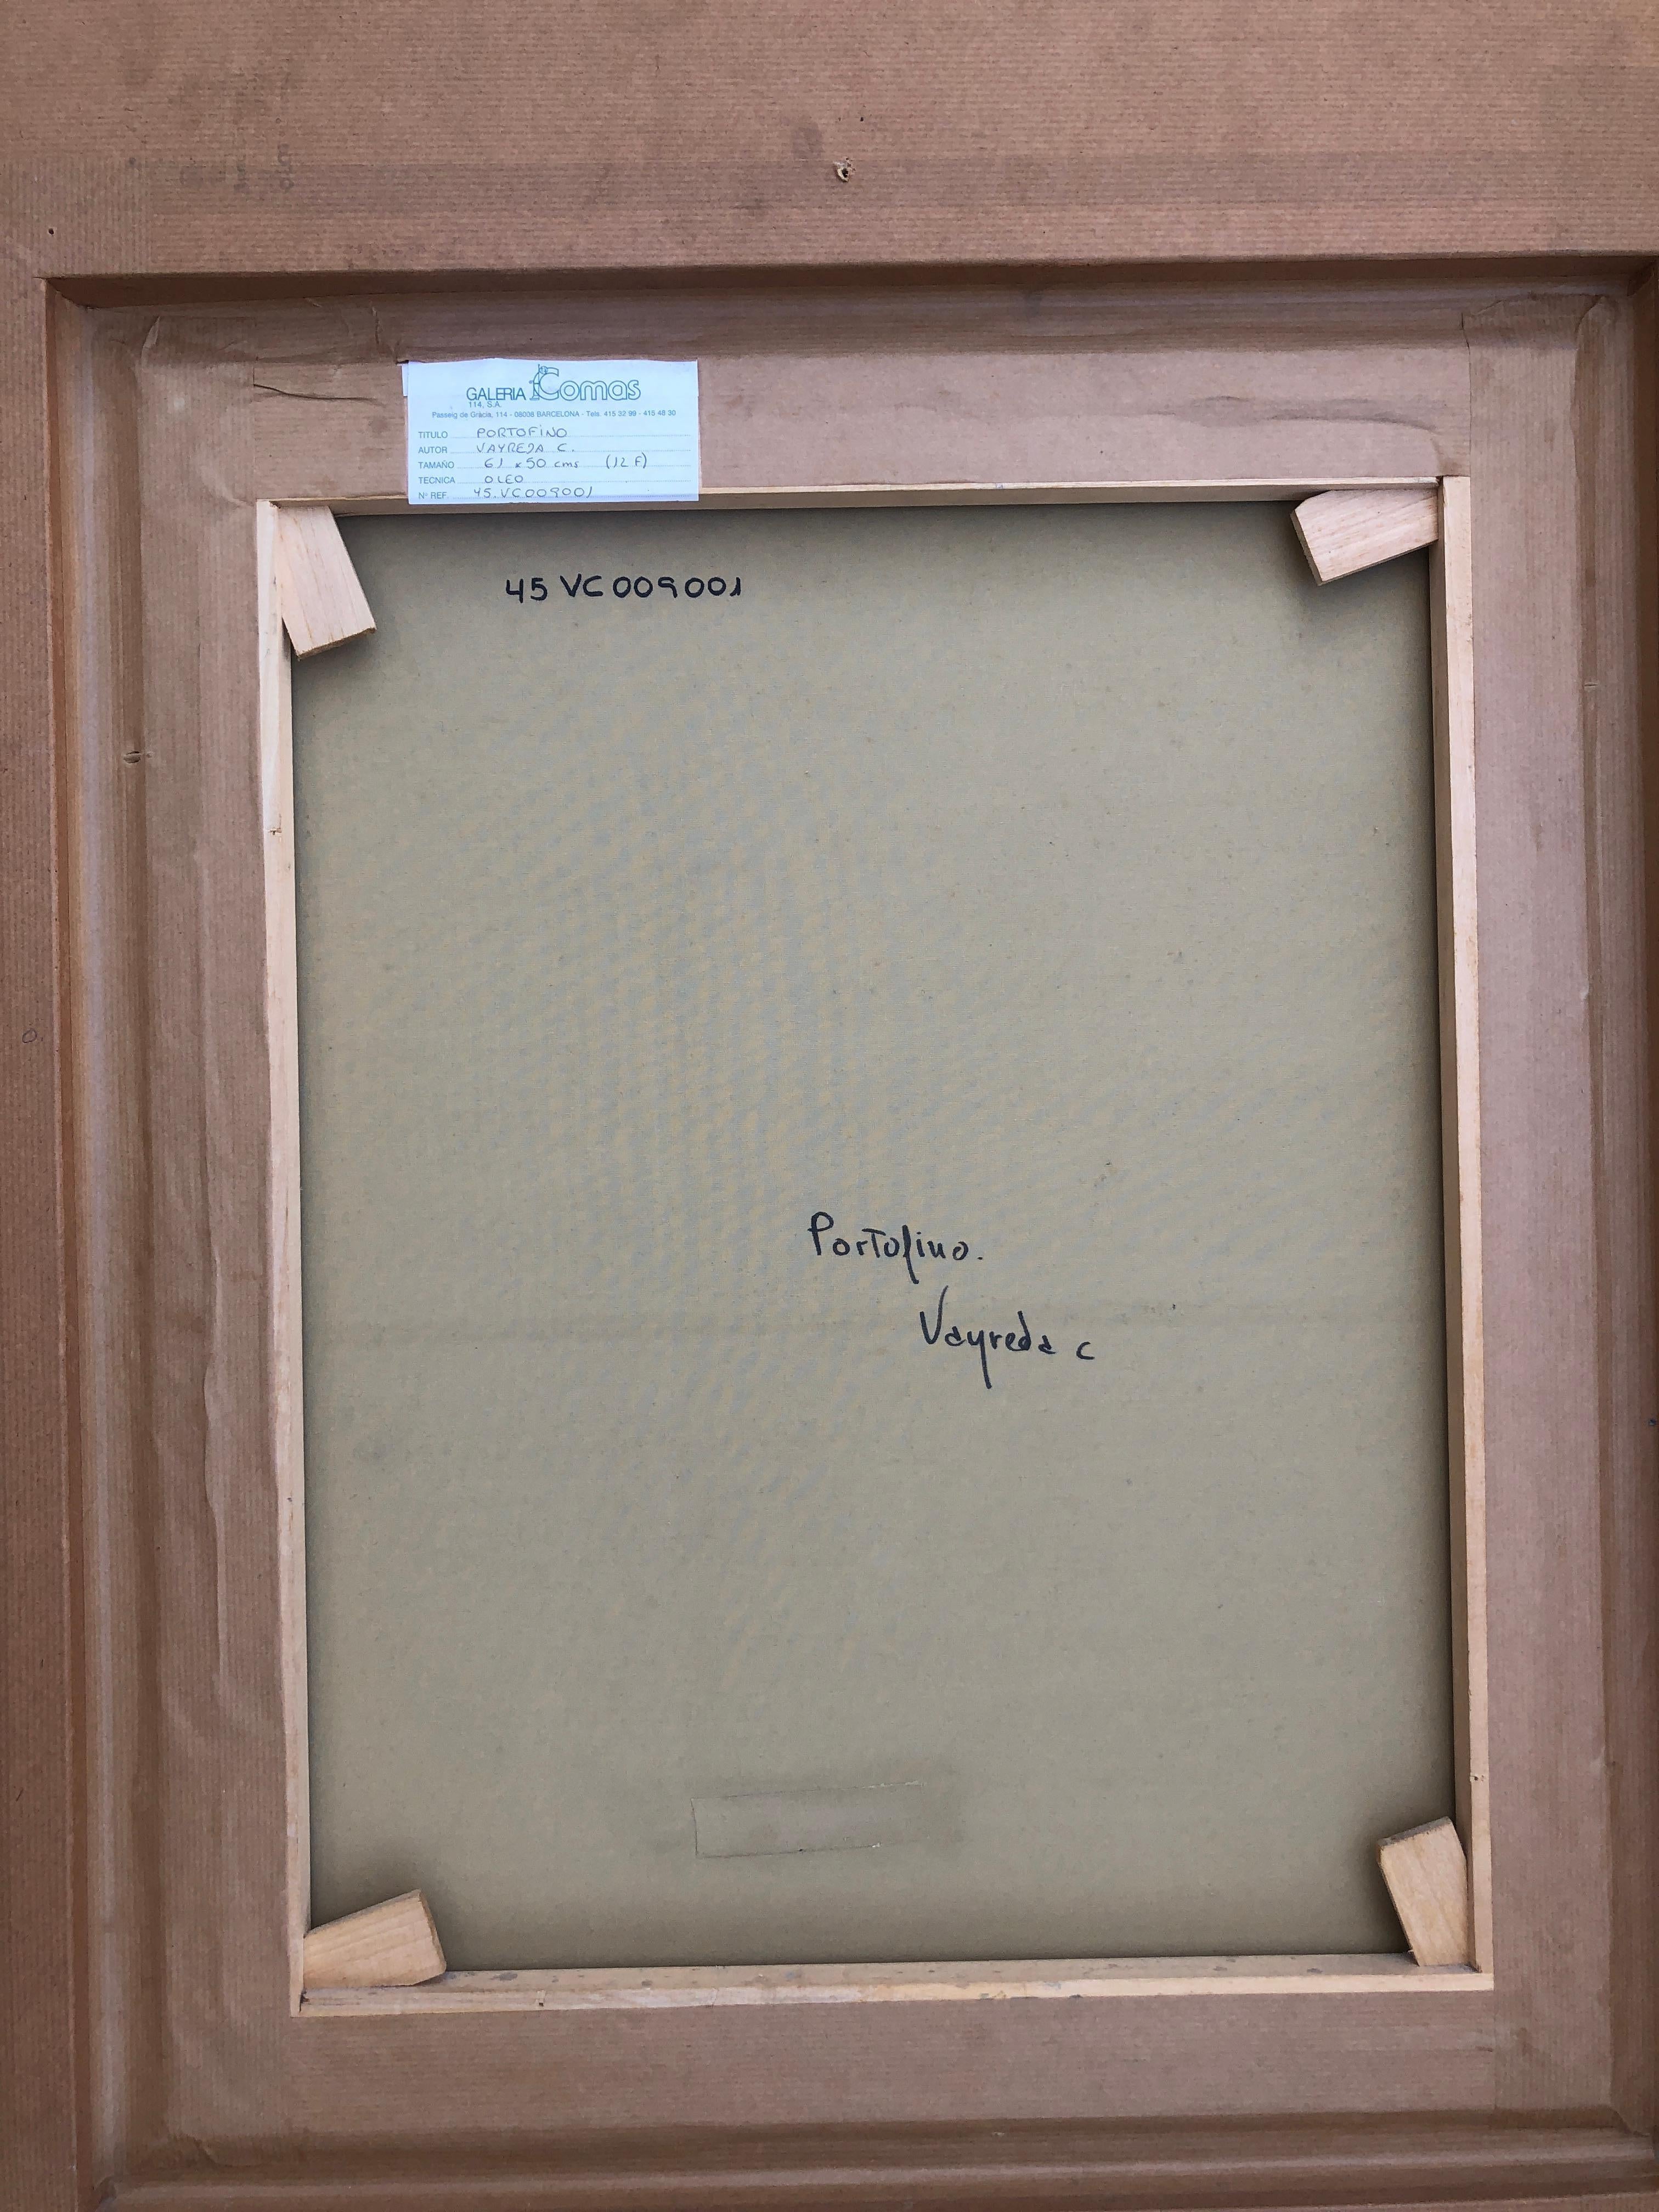 GALERIA Comas
114, S.A.
Passeig de Gràcia, 114 - 08008 BARCELONA - Tels. 415 32 99 - 415 48 30
TITULO PORTOFINO
AUTOR VAYREDA C.
TAMAÑO 61 x 50 cms (12 F)
TECNICA OLEO
Nº REF. 45.VC009001
45 VC009001
Portofino.
Vayreda c